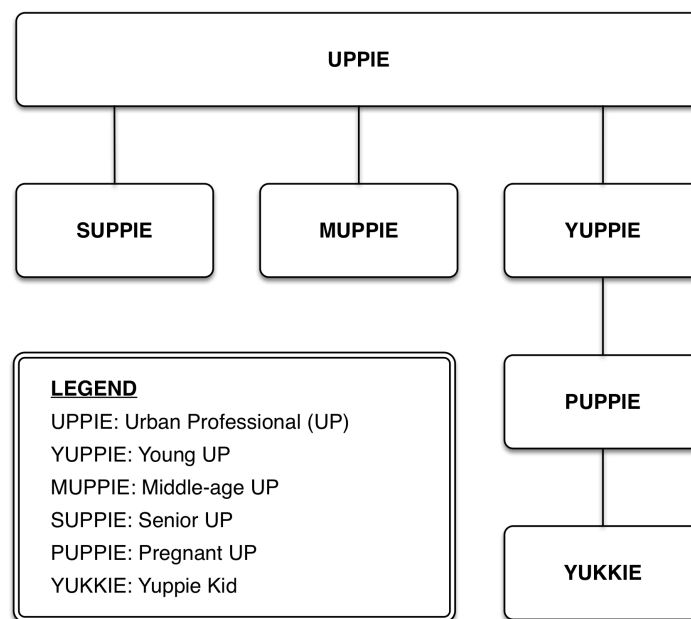 UPPIE
SUPPIE MUPPIE YUPPIE
PUPPIE
LEGEND
UPPIE: Urban Professional (UP)
YUPPIE: Young UP
MUPPIE: Middle-age UP
SUPPIE: Senior UP
PUPPIE: Pregnant UP
YUKKIE: Yuppie Kid
YUKKIE